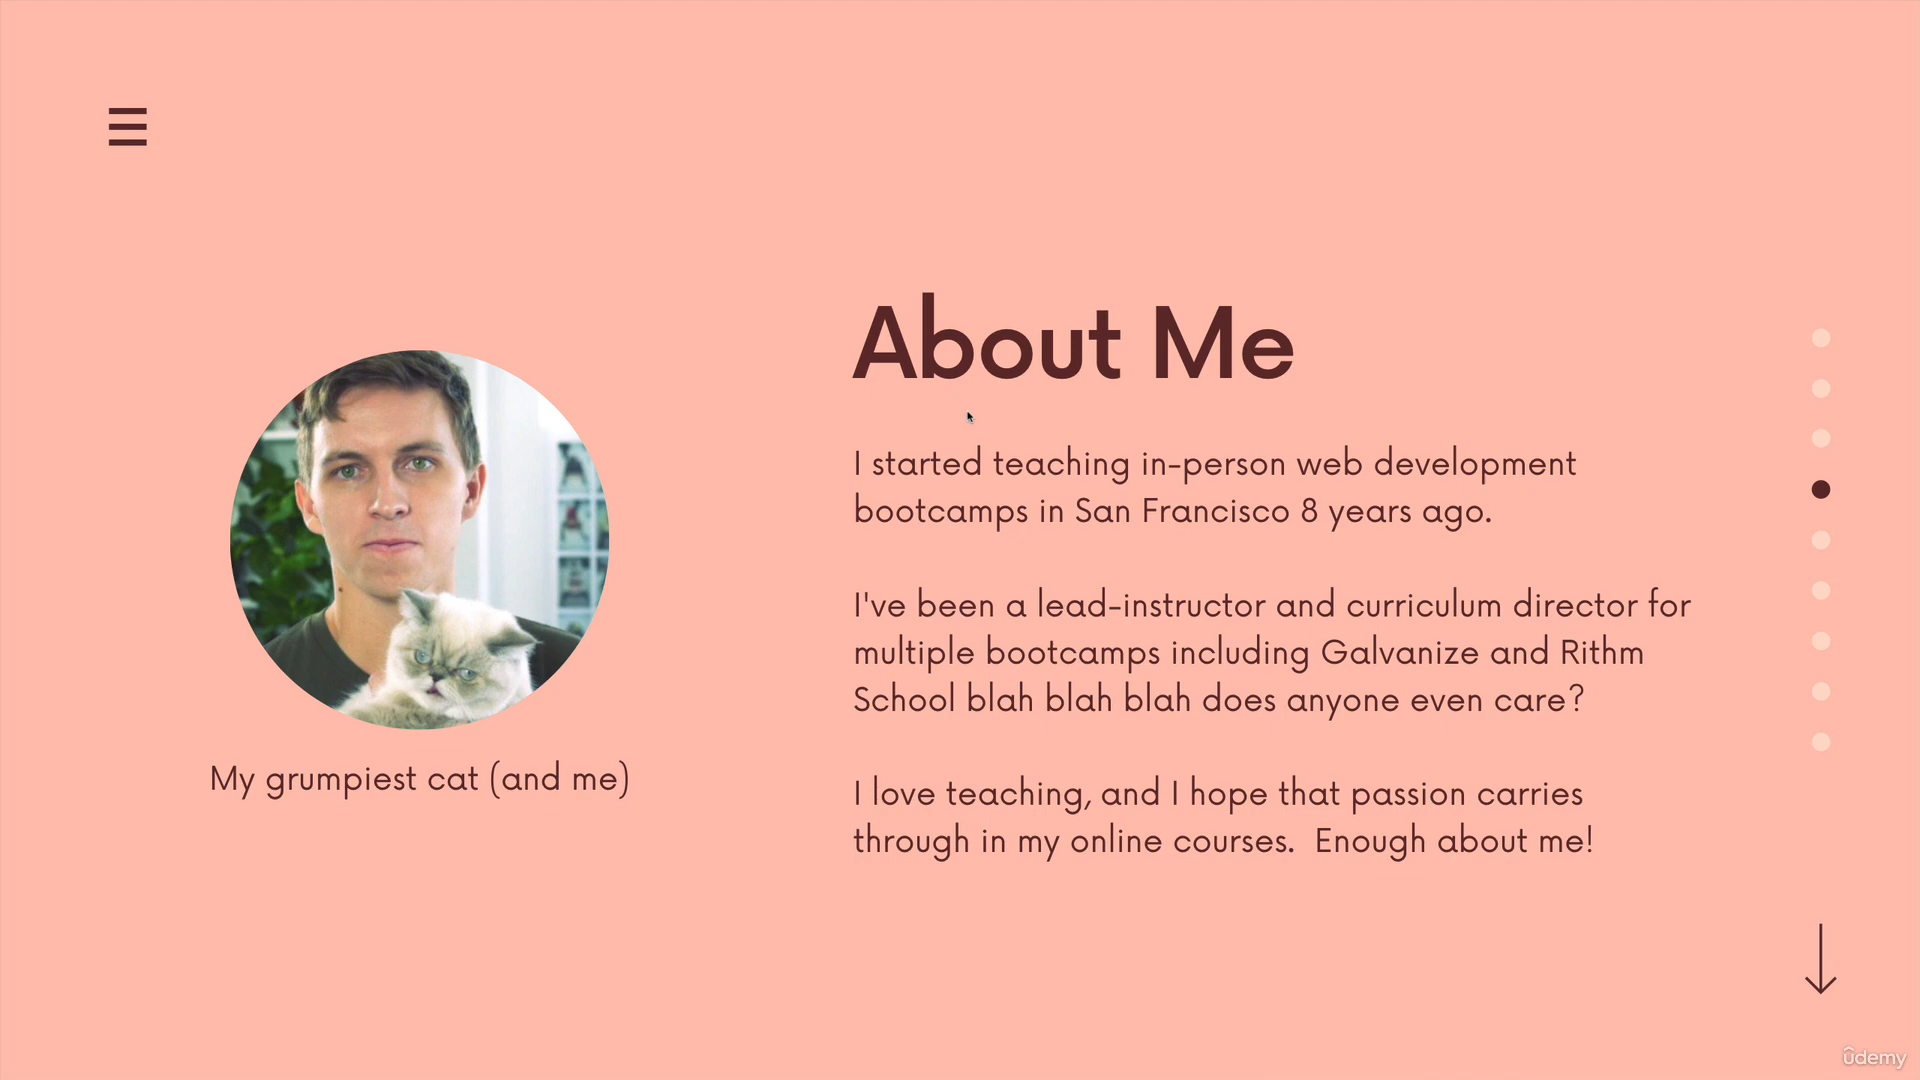 About Me
I started teaching in-person web development
bootcamps in San Francisco 8 years ago.
I've been a lead-instructor and curriculum director for
multiple bootcamps including Galvanize and Rithm
School blah blah blah does anyone even care?
I love teaching, and I hope that passion carries
through in my online courses.  Enough about me!
My grumpiest cat (and me)
ûdemy